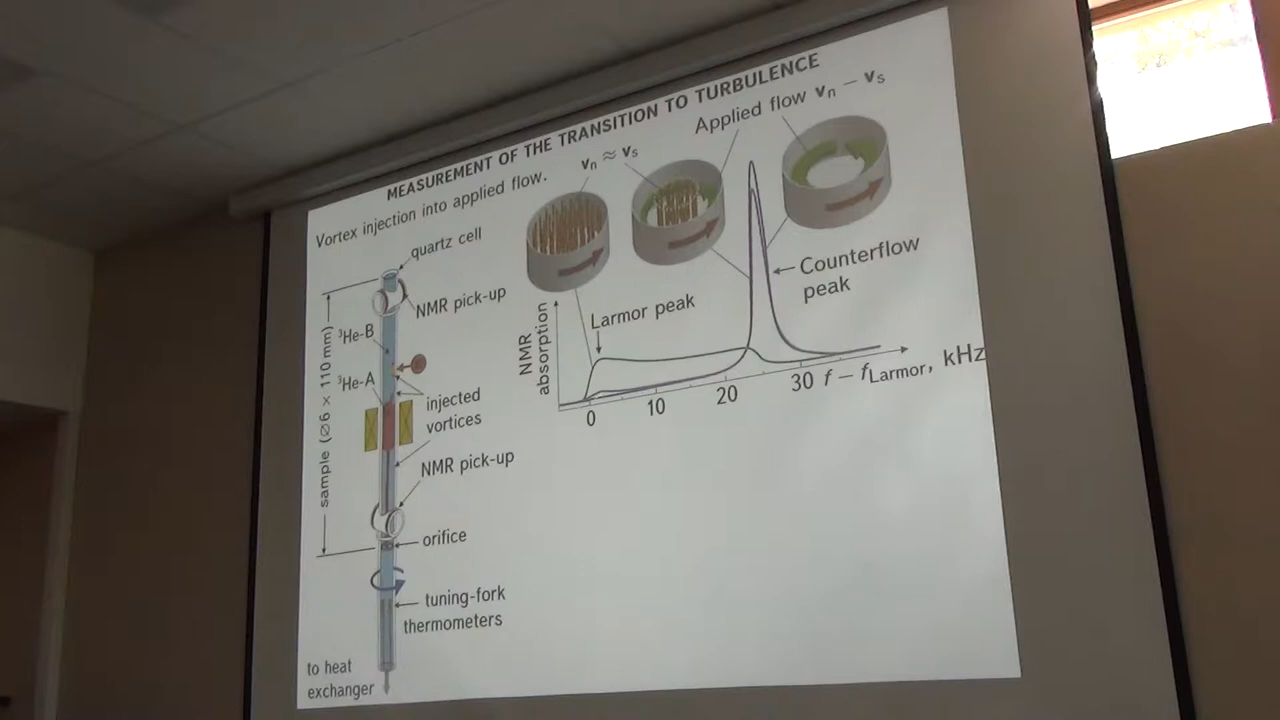 MEASUREMENT OF THE TRANSITION TO TURBULENCE
Vortex injection into applied flow.
vn ≈ vs
Applied flow vn − vs
quartz cell
NMR pick-up
³He-B
³He-A
injected
vortices
NMR pick-up
sample (∅6 × 110 mm)
orifice
tuning-fork
thermometers
to heat
exchanger
NMR
absorption
Larmor peak
Counterflow
peak
0
10
20
30
f − fLarmor, kHz